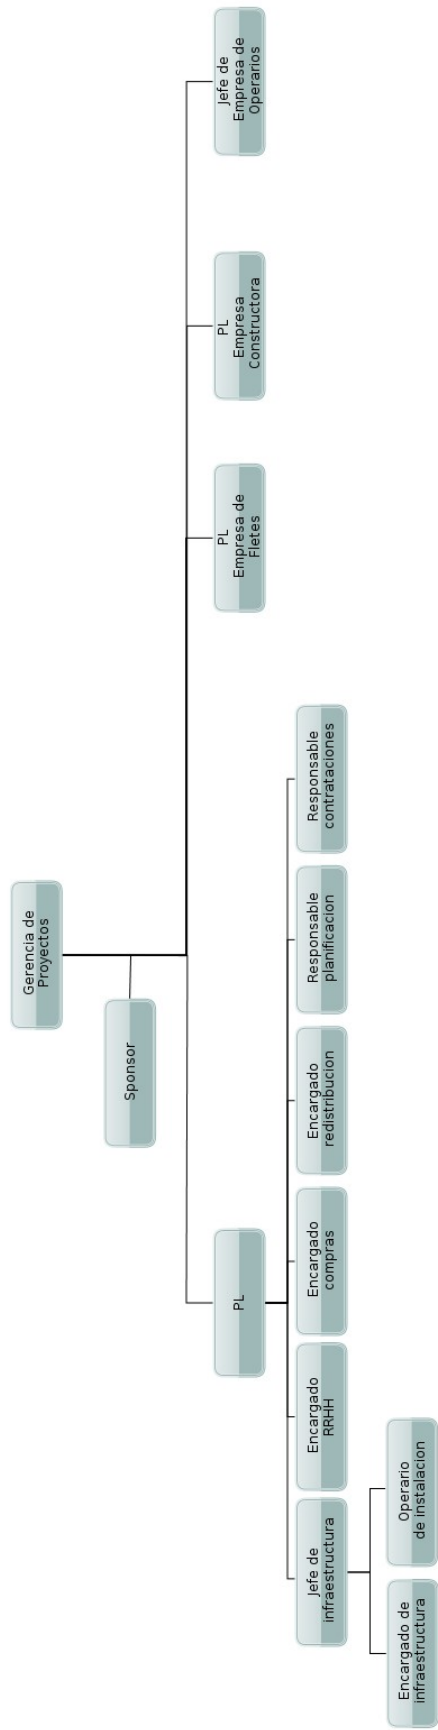 Gerencia de
Proyectos
Sponsor
PL
PL
Empresa de
Fletes
PL
Empresa
Constructora
Jefe de
Empresa de
Operarios
Jefe de
infraestructura
Encargado
RRHH
Encargado
compras
Encargado
redistribucion
Responsable
planificacion
Responsable
contrataciones
Encargado de
infraestructura
Operario
de instalacion